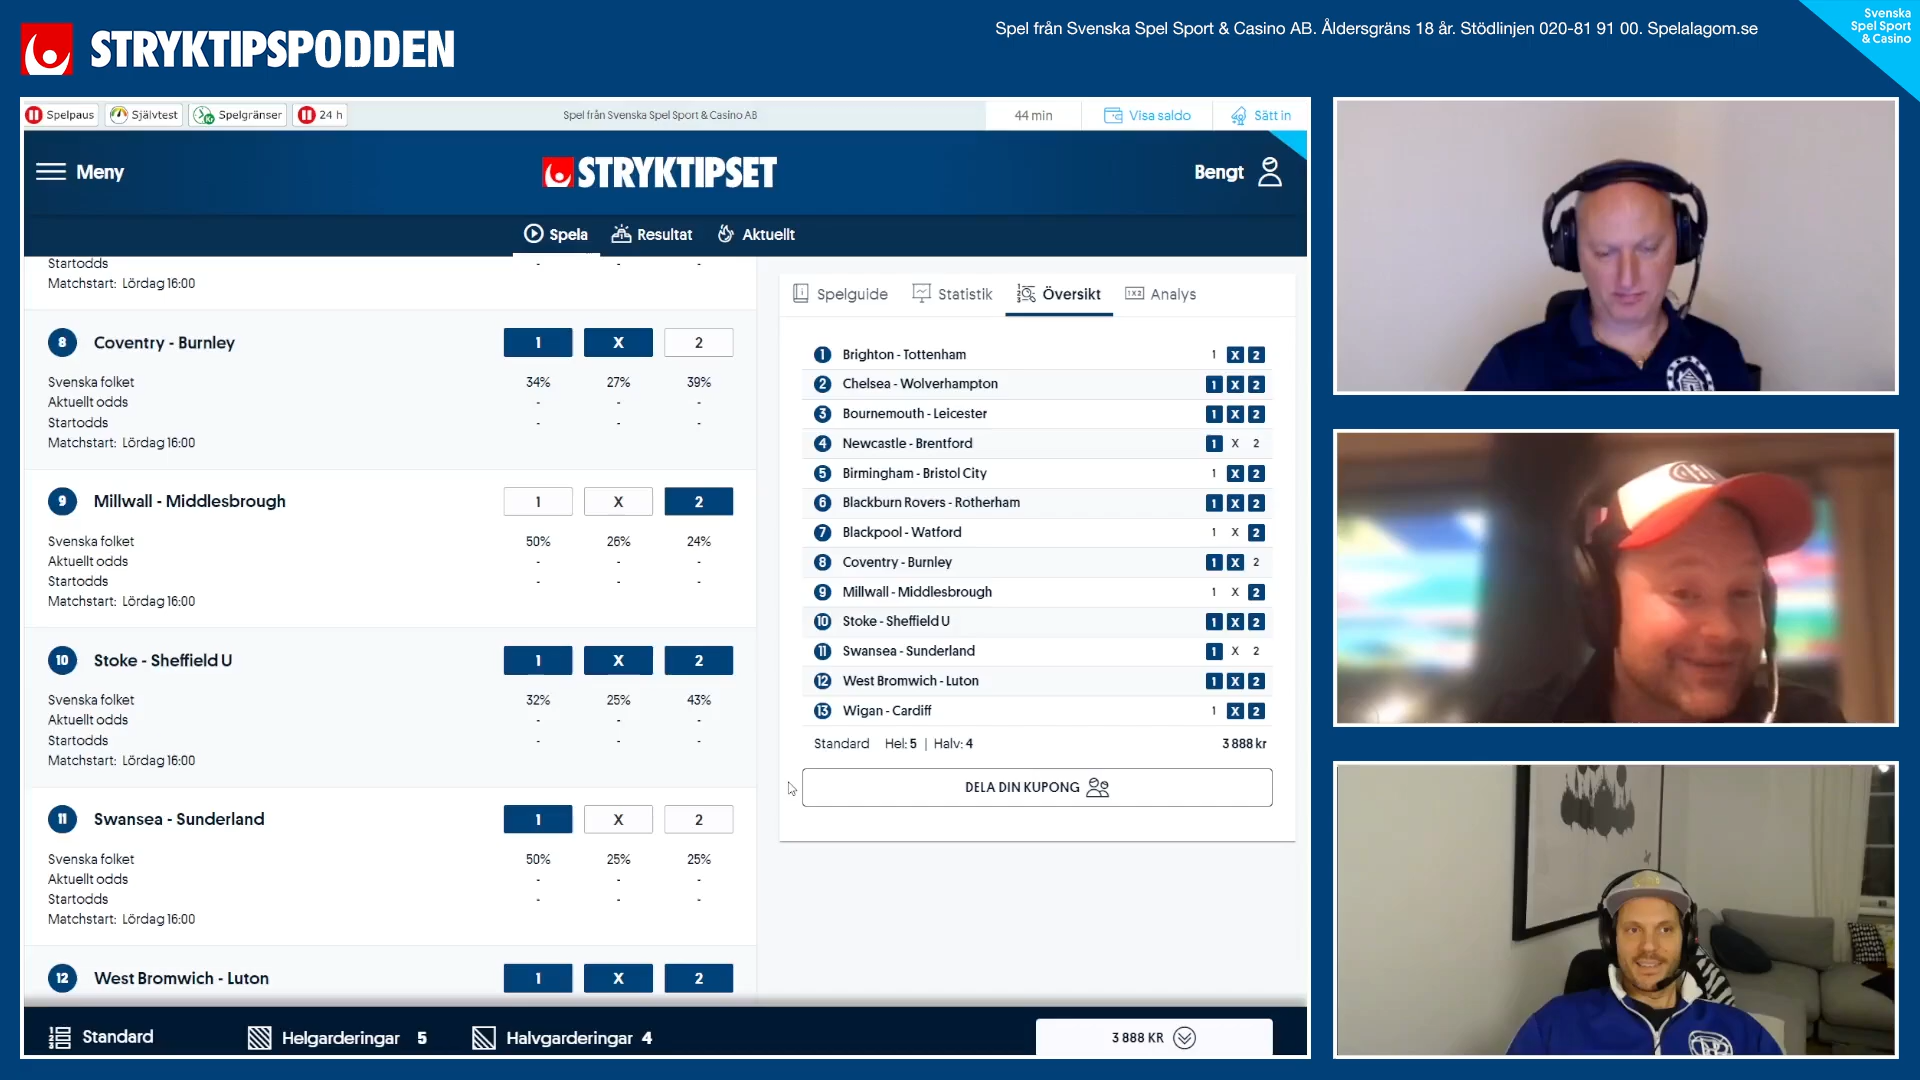 STRYKTIPSPODDEN
Spel från Svenska Spel Sport & Casino AB. Åldersgräns 18 år. Stödlinjen 020-81 91 00. Spelalagom.se
Svenska
Spel Sport
& Casino
Spelpaus Självtest Spelgränser 24 h
Spel från Svenska Spel Sport & Casino AB
44 min Visa saldo Sätt in
Meny
STRYKTIPSET
Bengt
Spela Resultat Aktuellt
Startodds - - -
Matchstart: Lördag 16:00
8 Coventry - Burnley 1 X 2
Svenska folket 34% 27% 39%
Aktuellt odds - - -
Startodds - - -
Matchstart: Lördag 16:00
9 Millwall - Middlesbrough 1 X 2
Svenska folket 50% 26% 24%
Aktuellt odds - - -
Startodds - - -
Matchstart: Lördag 16:00
10 Stoke - Sheffield U 1 X 2
Svenska folket 32% 25% 43%
Aktuellt odds - - -
Startodds - - -
Matchstart: Lördag 16:00
11 Swansea - Sunderland 1 X 2
Svenska folket 50% 25% 25%
Aktuellt odds - - -
Startodds - - -
Matchstart: Lördag 16:00
12 West Bromwich - Luton 1 X 2
Spelguide Statistik Översikt Analys
1 Brighton - Tottenham 1 X 2
2 Chelsea - Wolverhampton 1 X 2
3 Bournemouth - Leicester 1 X 2
4 Newcastle - Brentford 1 X 2
5 Birmingham - Bristol City 1 X 2
6 Blackburn Rovers - Rotherham 1 X 2
7 Blackpool - Watford 1 X 2
8 Coventry - Burnley 1 X 2
9 Millwall - Middlesbrough 1 X 2
10 Stoke - Sheffield U 1 X 2
11 Swansea - Sunderland 1 X 2
12 West Bromwich - Luton 1 X 2
13 Wigan - Cardiff 1 X 2
Standard Hel: 5 | Halv: 4 3 888 kr
DELA DIN KUPONG
Standard Helgarderingar 5 Halvgarderingar 4
3 888 KR